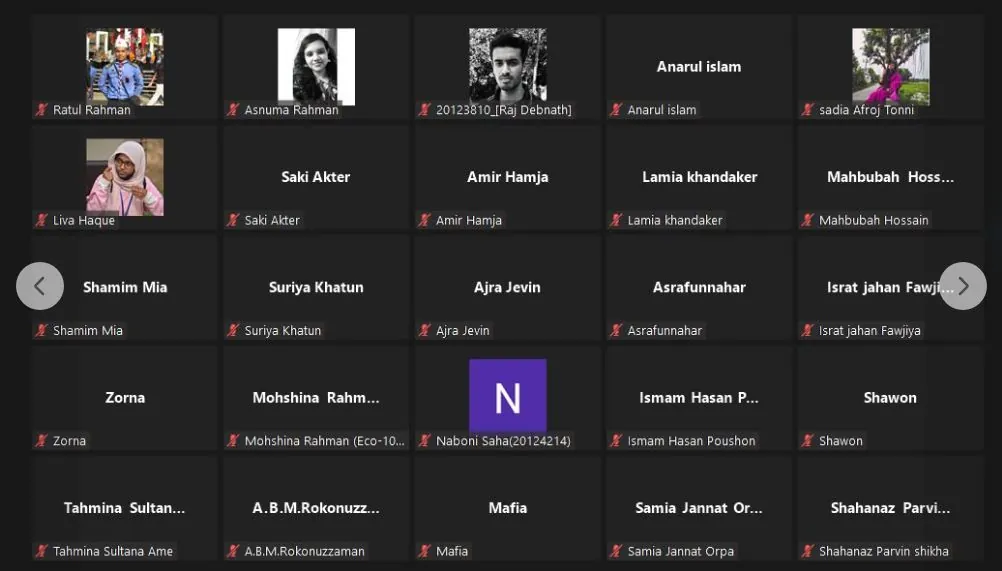 Ratul Rahman
Asnuma Rahman
20123810_[Raj Debnath]
Anarul islam
Anarul islam
sadia Afroj Tonni
Liva Haque
Saki Akter
Saki Akter
Amir Hamja
Amir Hamja
Lamia khandaker
Lamia khandaker
Mahbubah Hoss...
Mahbubah Hossain
Shamim Mia
Shamim Mia
Suriya Khatun
Suriya Khatun
Ajra Jevin
Ajra Jevin
Asrafunnahar
Asrafunnahar
Israt jahan Fawji...
Israt jahan Fawjiya
Zorna
Zorna
Mohshina Rahm...
Mohshina Rahman (Eco-10...
N
Naboni Saha(20124214)
Ismam Hasan P...
Ismam Hasan Poushon
Shawon
Shawon
Tahmina Sultan...
Tahmina Sultana Ame
A.B.M.Rokonuzz...
A.B.M.Rokonuzzaman
Mafia
Mafia
Samia Jannat Or...
Samia Jannat Orpa
Shahanaz Parvi...
Shahanaz Parvin shikha